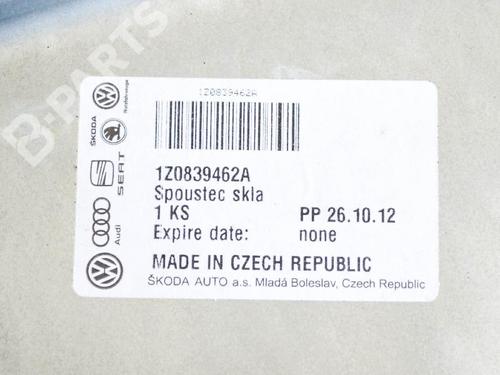 B-PARTS
1Z0839462A
ŠKODA
SEAT
Audi
Nutzfahrzeuge
1Z0839462A
Spoustec skla
1 KS PP 26.10.12
Expire date: none
MADE IN CZECH REPUBLIC
ŠKODA AUTO a.s. Mladá Boleslav, Czech Republic